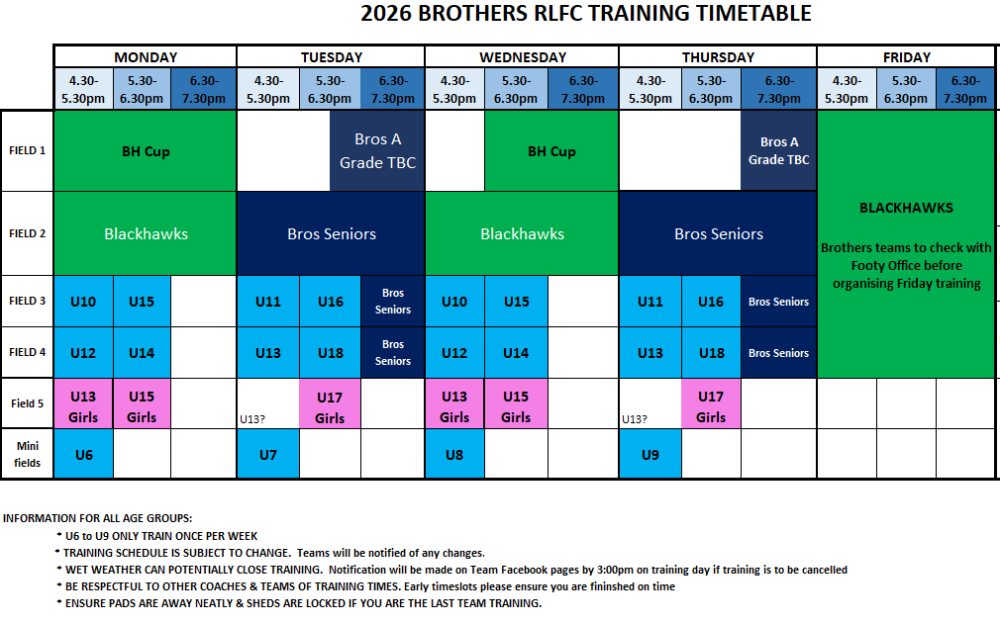 2026 BROTHERS RLFC TRAINING TIMETABLE
MONDAY TUESDAY WEDNESDAY THURSDAY FRIDAY
4.30- 5.30- 6.30- 4.30- 5.30- 6.30- 4.30- 5.30- 6.30- 4.30- 5.30- 6.30- 4.30- 5.30- 6.30-
5.30pm 6.30pm 7.30pm 5.30pm 6.30pm 7.30pm 5.30pm 6.30pm 7.30pm 5.30pm 6.30pm 7.30pm 5.30pm 6.30pm 7.30pm
FIELD 1
BH Cup
Bros A
Grade TBC
BH Cup
Bros A
Grade TBC
BLACKHAWKS
Brothers teams to check with
Footy Office before
organising Friday training
FIELD 2
Blackhawks
Bros Seniors
Blackhawks
Bros Seniors
FIELD 3
U10
U15
U11
U16
Bros
Seniors
U10
U15
U11
U16
Bros Seniors
FIELD 4
U12
U14
U13
U18
Bros
Seniors
U12
U14
U13
U18
Bros Seniors
Field 5
U13
Girls
U15
Girls
U13?
U17
Girls
U13
Girls
U15
Girls
U13?
U17
Girls
Mini
fields
U6
U7
U8
U9
INFORMATION FOR ALL AGE GROUPS:
* U6 to U9 ONLY TRAIN ONCE PER WEEK
* TRAINING SCHEDULE IS SUBJECT TO CHANGE. Teams will be notified of any changes.
* WET WEATHER CAN POTENTIALLY CLOSE TRAINING. Notification will be made on Team Facebook pages by 3:00pm on training day if training is to be cancelled
* BE RESPECTFUL TO OTHER COACHES & TEAMS OF TRAINING TIMES. Early timeslots please ensure you are fininshed on time
* ENSURE PADS ARE AWAY NEATLY & SHEDS ARE LOCKED IF YOU ARE THE LAST TEAM TRAINING.